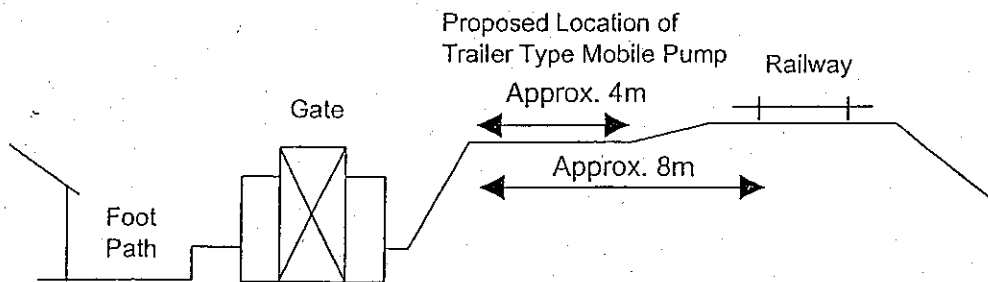 Proposed Location of
Trailer Type Mobile Pump
Railway
Approx. 4m
Gate
Approx. 8m
Foot
Path